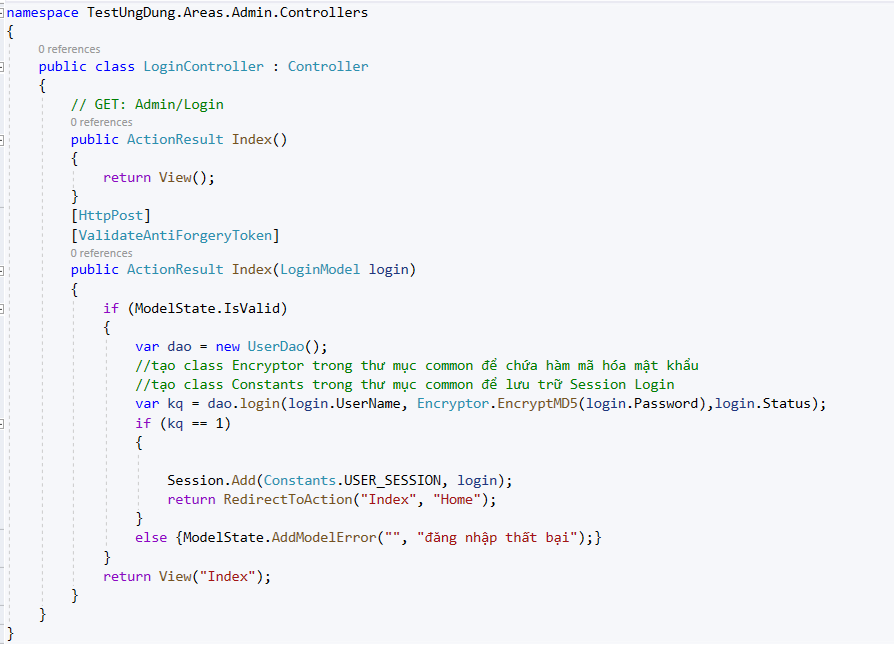 namespace TestUngDung.Areas.Admin.Controllers
{
0 references
public class LoginController : Controller
{
// GET: Admin/Login
0 references
public ActionResult Index()
{
return View();
}
[HttpPost]
[ValidateAntiForgeryToken]
0 references
public ActionResult Index(LoginModel login)
{
if (ModelState.IsValid)
{
var dao = new UserDao();
//tạo class Encryptor trong thư mục common để chứa hàm mã hóa mật khẩu
//tạo class Constants trong thư mục common để lưu trữ Session Login
var kq = dao.login(login.UserName, Encryptor.EncryptMD5(login.Password),login.Status);
if (kq == 1)
{
Session.Add(Constants.USER_SESSION, login);
return RedirectToAction("Index", "Home");
}
else {ModelState.AddModelError("", "đăng nhập thất bại");}
}
return View("Index");
}
}
}